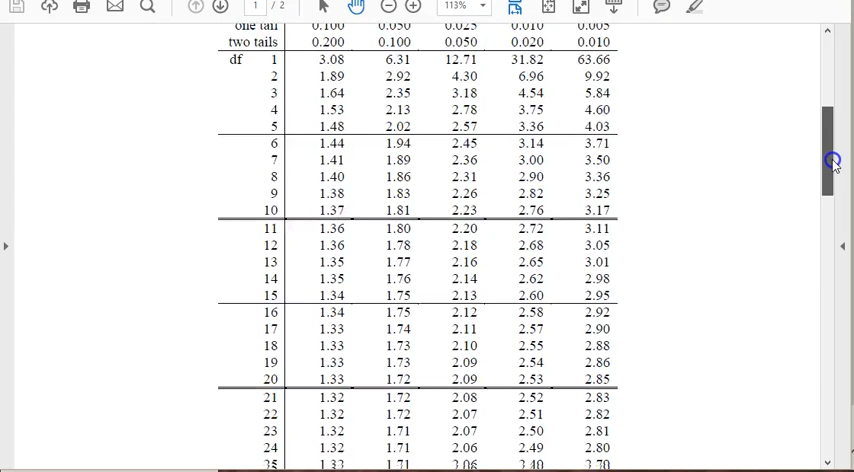 1 / 2 113%
one tail 0.100 0.050 0.025 0.010 0.005
two tails 0.200 0.100 0.050 0.020 0.010
df 1 3.08 6.31 12.71 31.82 63.66
2 1.89 2.92 4.30 6.96 9.92
3 1.64 2.35 3.18 4.54 5.84
4 1.53 2.13 2.78 3.75 4.60
5 1.48 2.02 2.57 3.36 4.03
6 1.44 1.94 2.45 3.14 3.71
7 1.41 1.89 2.36 3.00 3.50
8 1.40 1.86 2.31 2.90 3.36
9 1.38 1.83 2.26 2.82 3.25
10 1.37 1.81 2.23 2.76 3.17
11 1.36 1.80 2.20 2.72 3.11
12 1.36 1.78 2.18 2.68 3.05
13 1.35 1.77 2.16 2.65 3.01
14 1.35 1.76 2.14 2.62 2.98
15 1.34 1.75 2.13 2.60 2.95
16 1.34 1.75 2.12 2.58 2.92
17 1.33 1.74 2.11 2.57 2.90
18 1.33 1.73 2.10 2.55 2.88
19 1.33 1.73 2.09 2.54 2.86
20 1.33 1.72 2.09 2.53 2.85
21 1.32 1.72 2.08 2.52 2.83
22 1.32 1.72 2.07 2.51 2.82
23 1.32 1.71 2.07 2.50 2.81
24 1.32 1.71 2.06 2.49 2.80
25 1.71 2.06